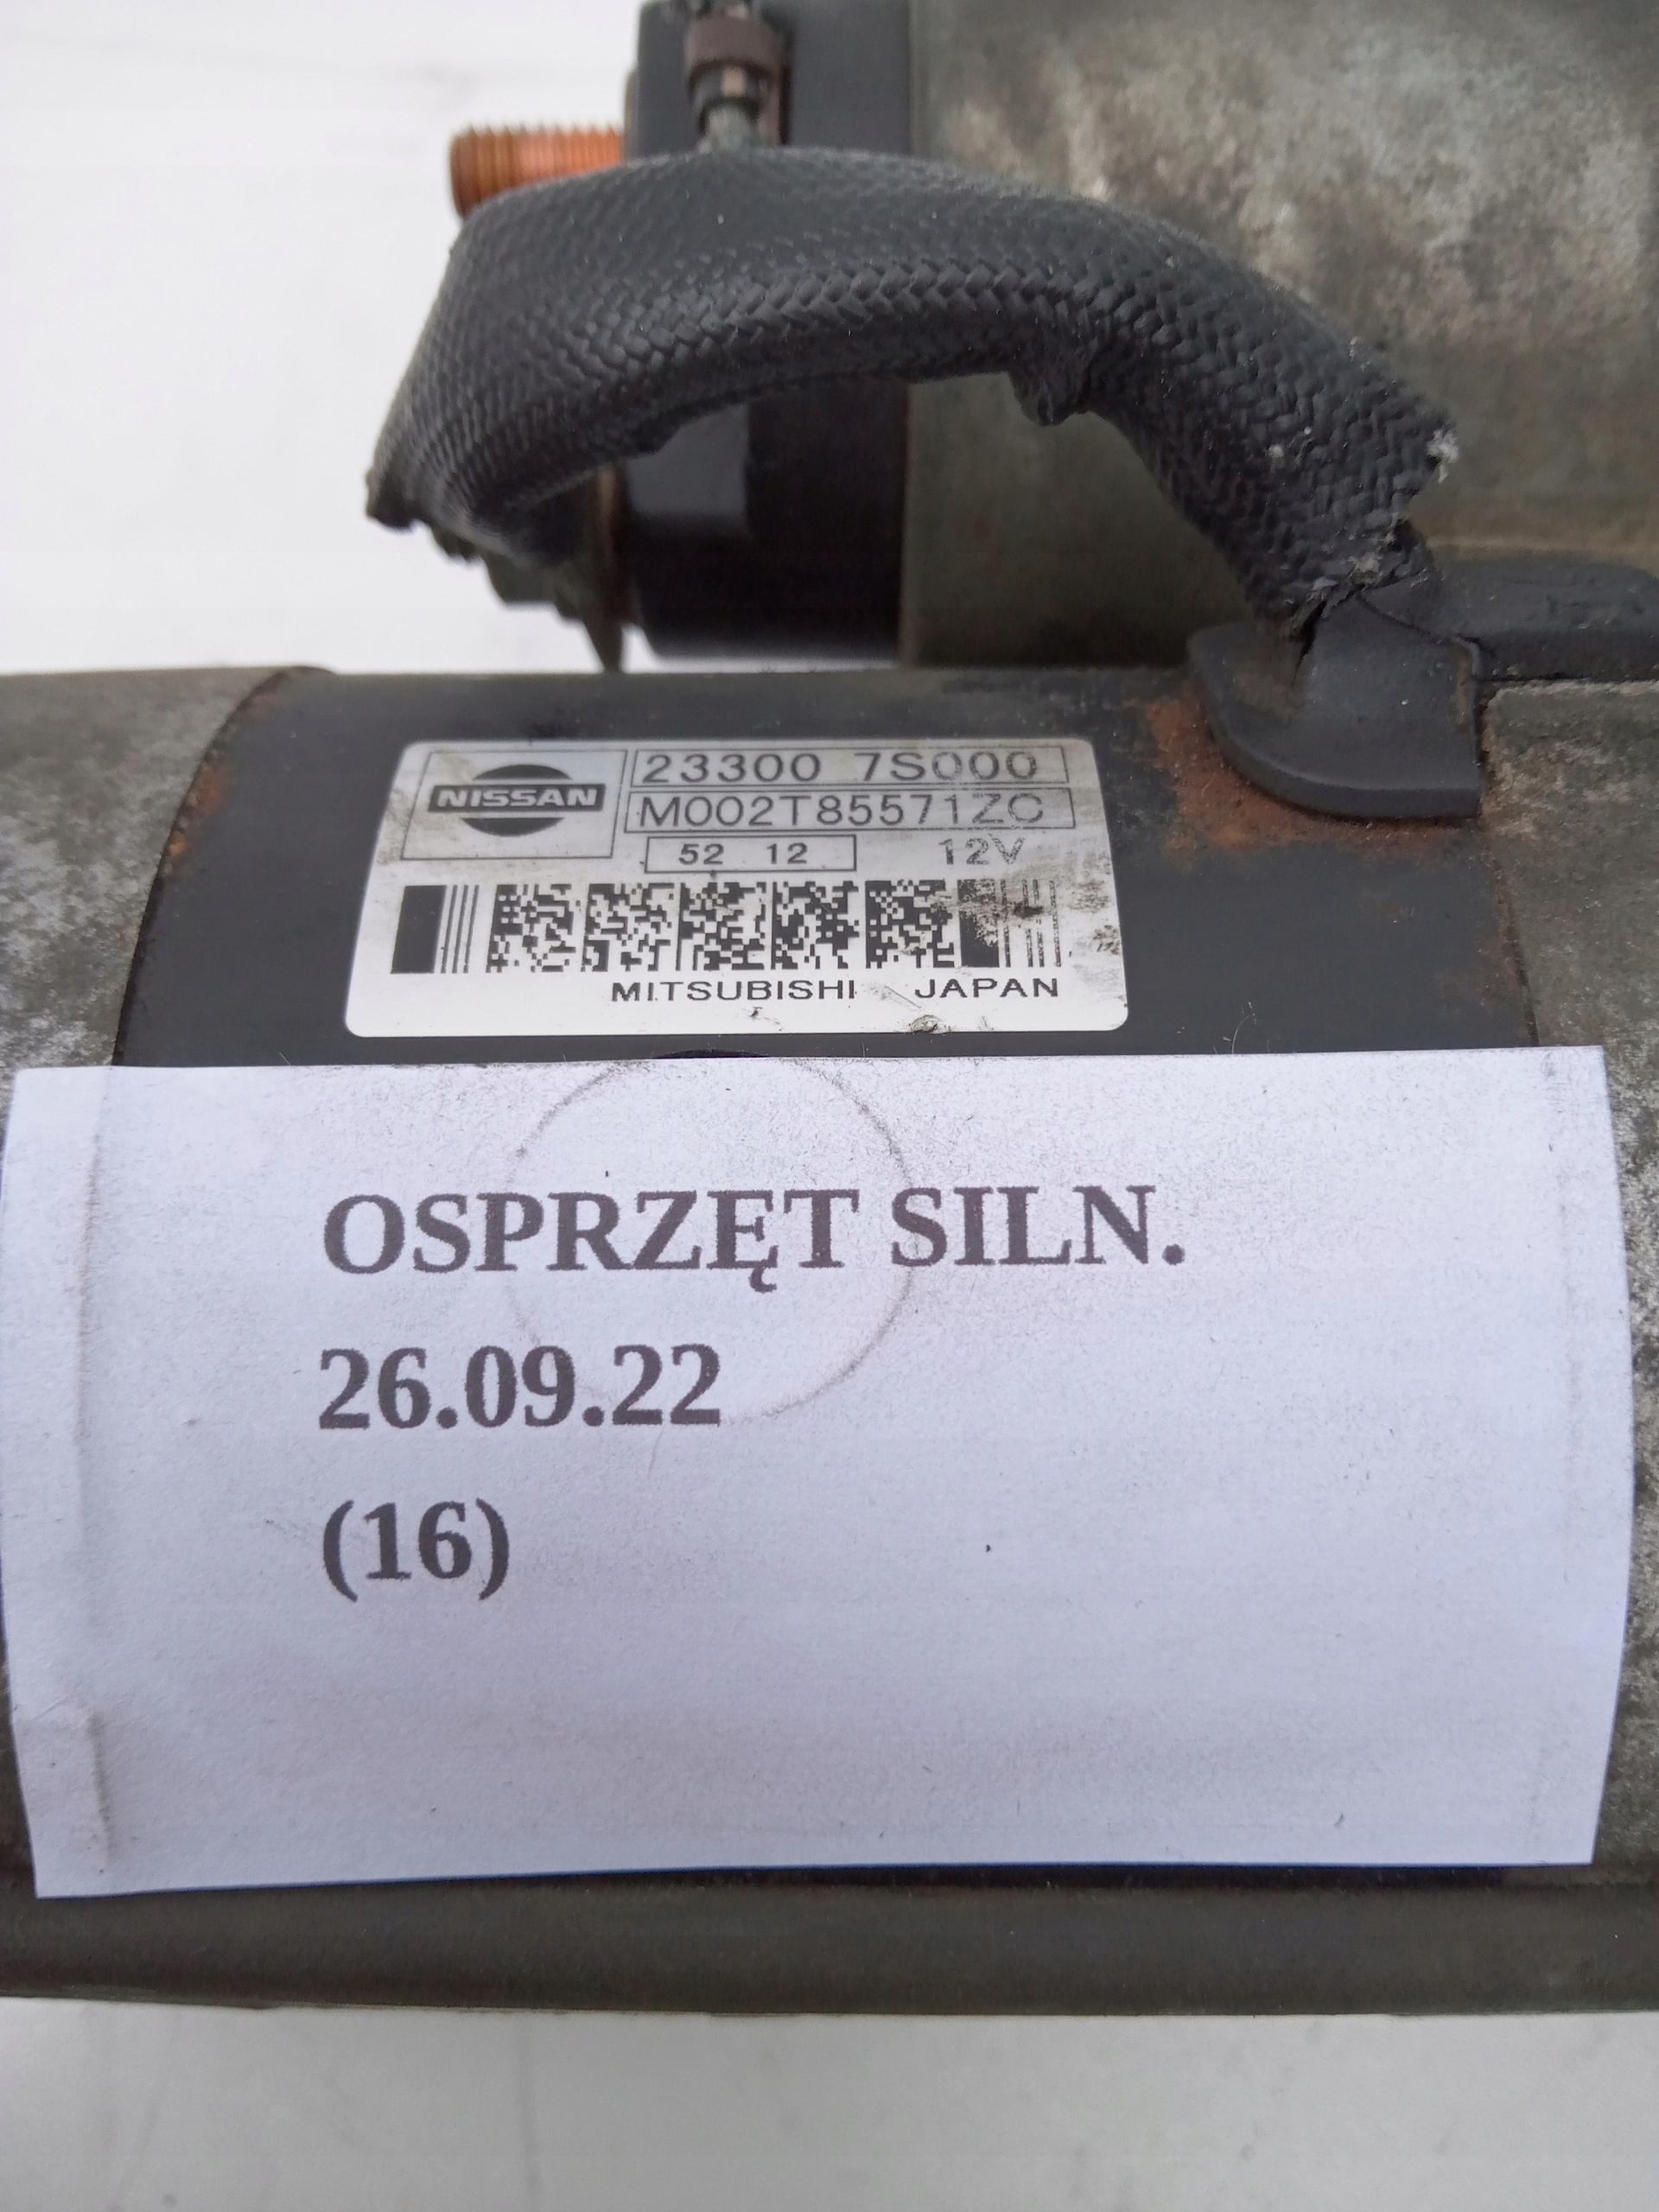 NISSAN
23300 7S000
M002T85571ZC
52 12 12V
MITSUBISHI JAPAN
OSPRZĘT SILN.
26.09.22
(16)